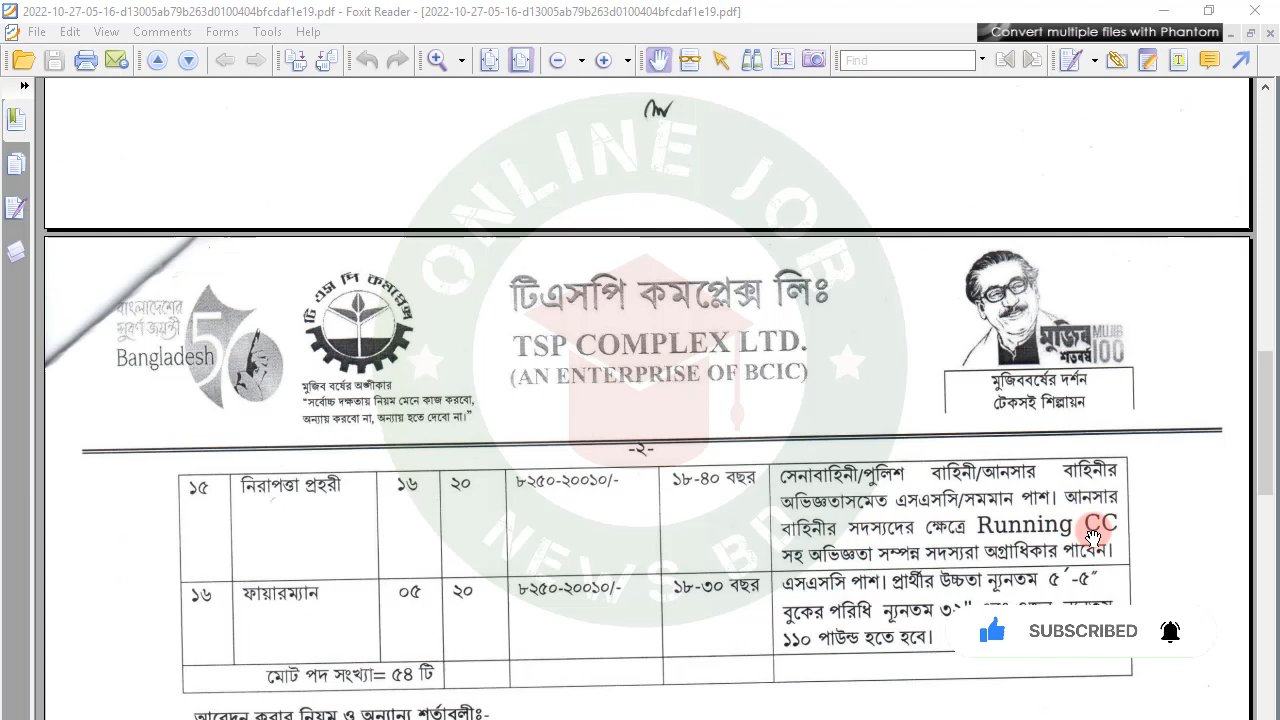 2022-10-27-05-16-d13005ab79b263d0100404bfcdaf1e19.pdf - Foxit Reader - [2022-10-27-05-16-d13005ab79b263d0100404bfcdaf1e19.pdf]
File Edit View Comments Forms Tools Help
Convert multiple files with Phantom
Find
ONLINE JOB
বাংলাদেশের
সুবর্ণ জয়ন্তী
50
Bangladesh
টি এস পি কমপ্লেক্স
মুজিব বর্ষের অঙ্গীকার
“সর্বোচ্চ দক্ষতায় নিয়ম মেনে কাজ করবো,
অন্যায় করবো না, অন্যায় হতে দেবো না।”
টিএসপি কমপ্লেক্স লিঃ
TSP COMPLEX LTD.
(AN ENTERPRISE OF BCIC)
মুজিব MUJIB
শতবর্ষ 100
মুজিববর্ষের দর্শন
টেকসই শিল্পায়ন
-২-
১৫ নিরাপত্তা প্রহরী ১৬ ২০ ৮২৫০-২০০১০/- ১৮-৪০ বছর সেনাবাহিনী/পুলিশ বাহিনী/আনসার বাহিনীর
অভিজ্ঞতাসমেত এসএসসি/সমমান পাশ। আনসার
বাহিনীর সদস্যদের ক্ষেত্রে Running CC
সহ অভিজ্ঞতা সম্পন্ন সদস্যরা অগ্রাধিকার পাবেন।
১৬ ফায়ারম্যান ০৫ ২০ ৮২৫০-২০০১০/- ১৮-৩০ বছর এসএসসি পাশ। প্রার্থীর উচ্চতা ন্যূনতম ৫´-৫˝
বুকের পরিধি ন্যূনতম
১১০ পাউন্ড হতে হবে।
মোট পদ সংখ্যা= ৫৪ টি
NEWS BD
SUBSCRIBED
আবেদন করার নিয়ম ও অন্যান্য শর্তাবলীঃ-